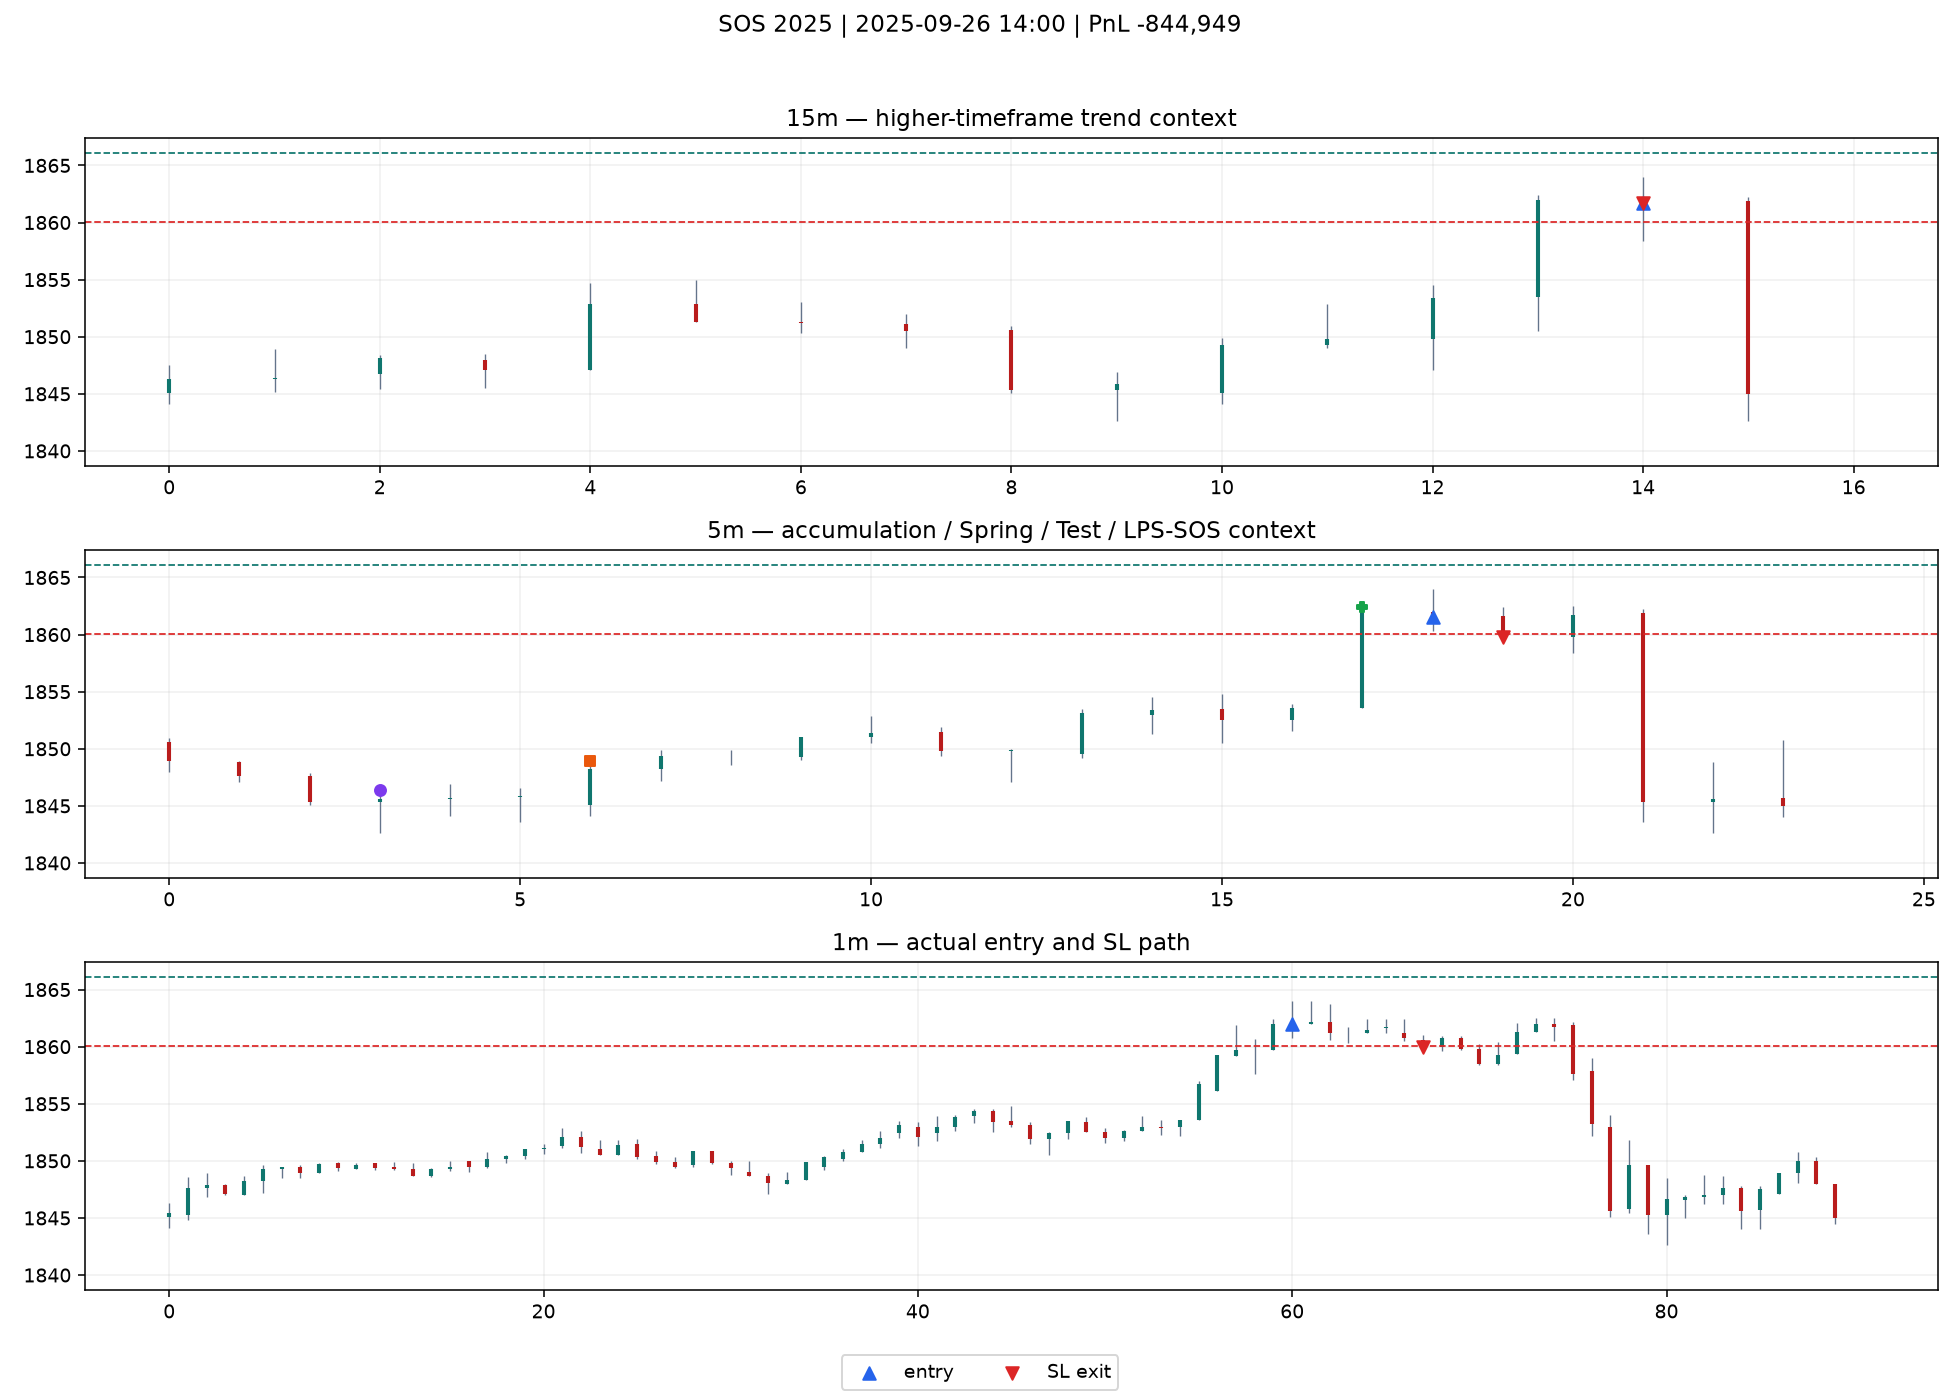 SOS 2025 | 2025-09-26 14:00 | PnL -844,949
15m — higher-timeframe trend context
1865
1860
1855
1850
1845
1840
0 2 4 6 8 10 12 14 16
5m — accumulation / Spring / Test / LPS-SOS context
1865
1860
1855
1850
1845
1840
0 5 10 15 20 25
1m — actual entry and SL path
1865
1860
1855
1850
1845
1840
0 20 40 60 80
entry SL exit